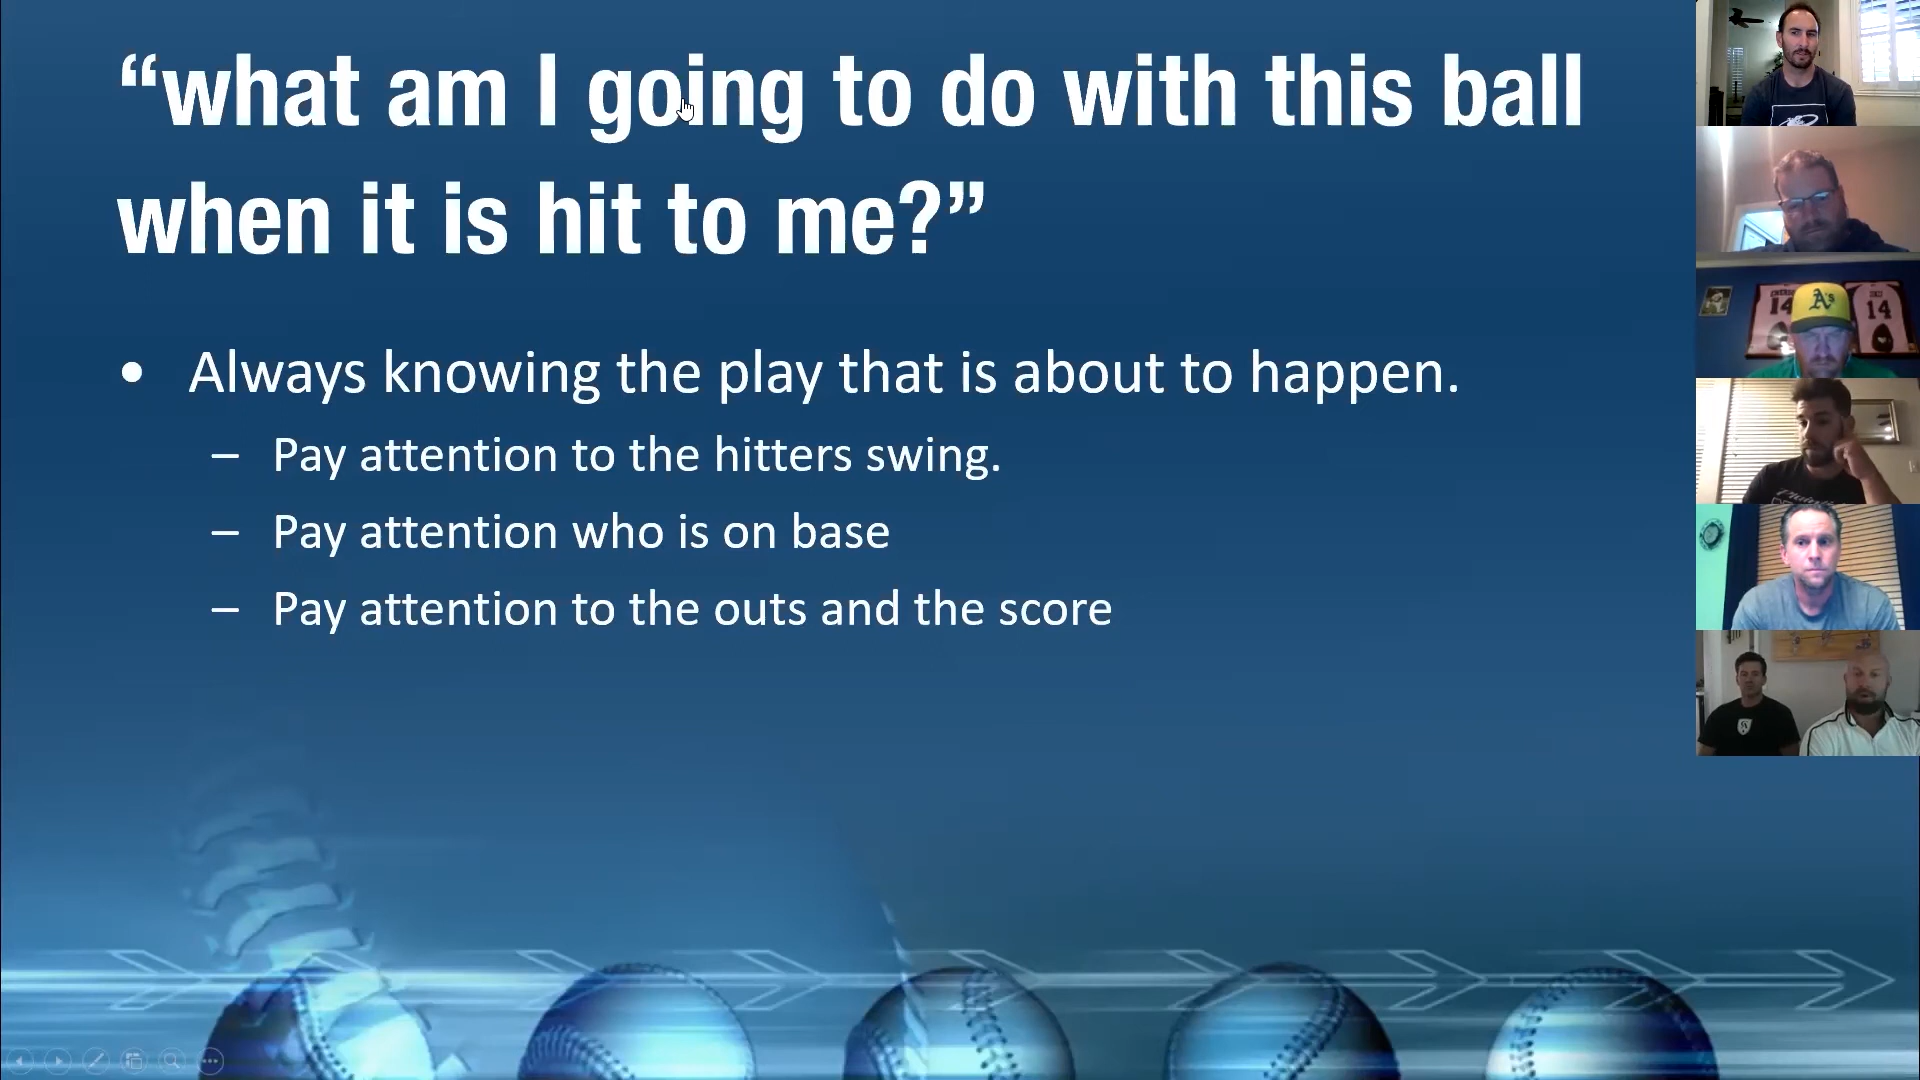 “what am I going to do with this ball
when it is hit to me?”
• Always knowing the play that is about to happen.
– Pay attention to the hitters swing.
– Pay attention who is on base
– Pay attention to the outs and the score
A's
14
14